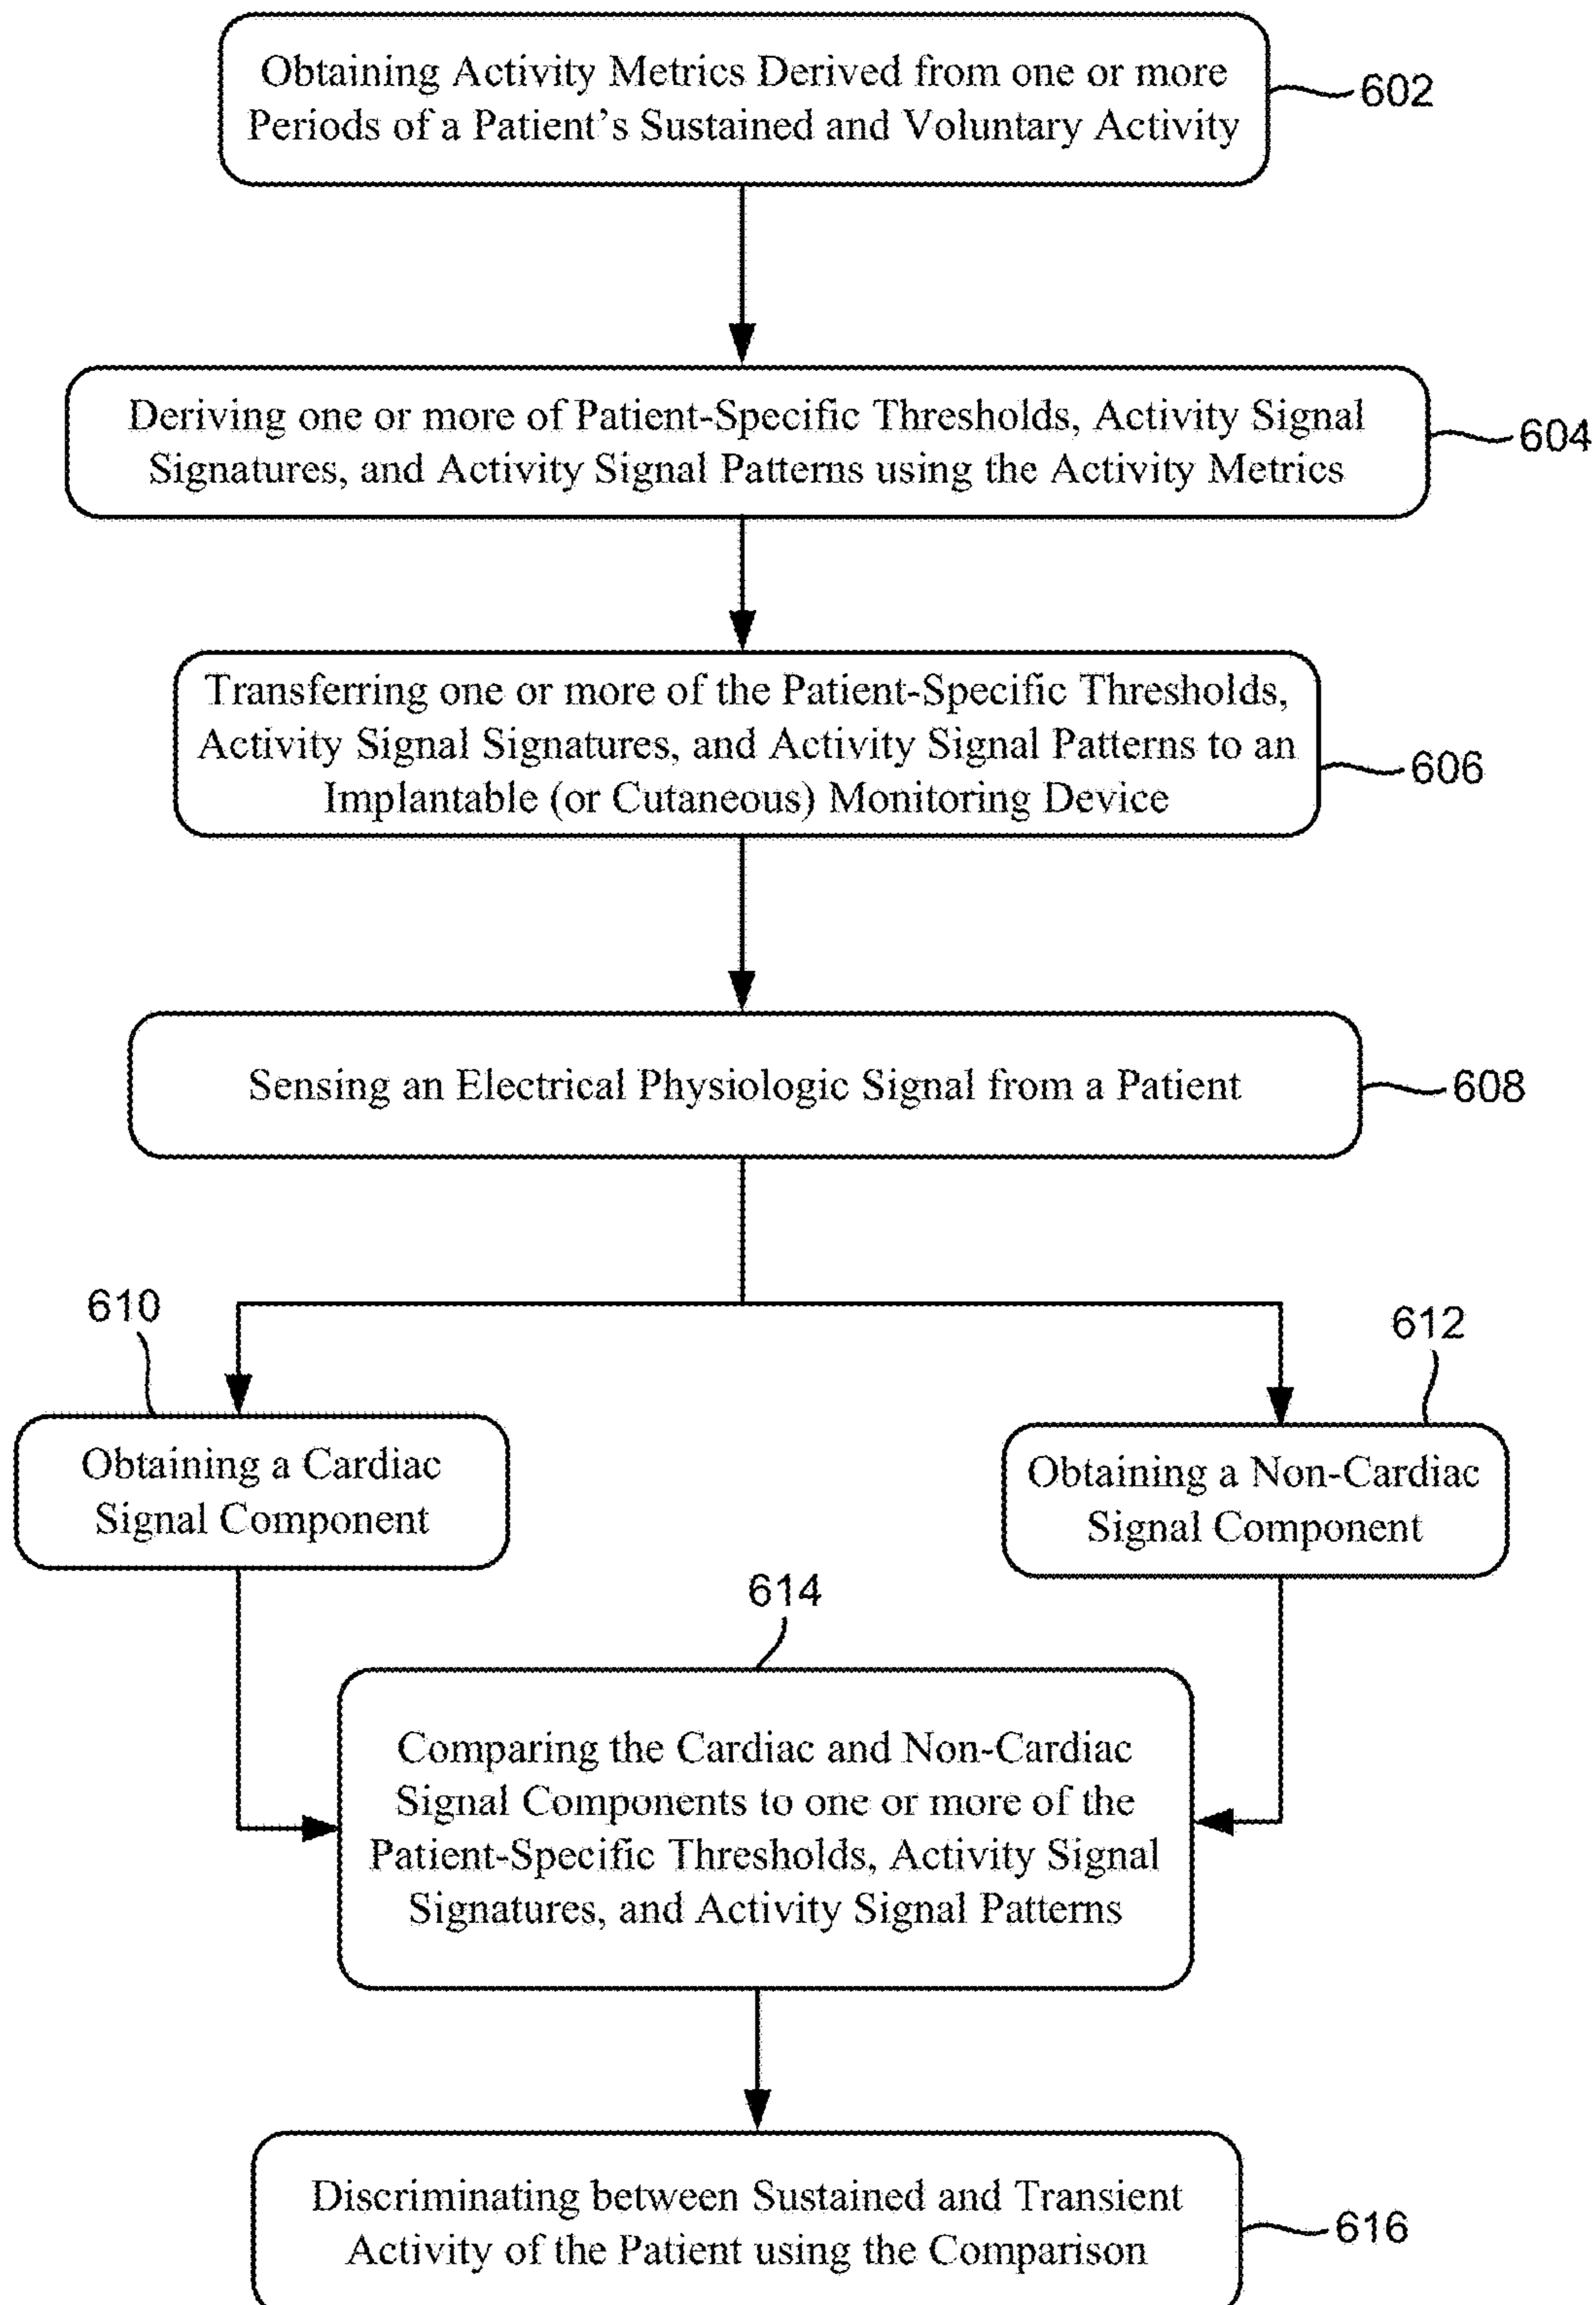 Obtaining Activity Metrics Derived from one or more
Periods of a Patient's Sustained and Voluntary Activity
602
Deriving one or more of Patient-Specific Thresholds, Activity Signal
Signatures, and Activity Signal Patterns using the Activity Metrics
604
Transferring one or more of the Patient-Specific Thresholds,
Activity Signal Signatures, and Activity Signal Patterns to an
Implantable (or Cutaneous) Monitoring Device
606
Sensing an Electrical Physiologic Signal from a Patient
608
610
Obtaining a Cardiac
Signal Component
612
Obtaining a Non-Cardiac
Signal Component
614
Comparing the Cardiac and Non-Cardiac
Signal Components to one or more of the
Patient-Specific Thresholds, Activity Signal
Signatures, and Activity Signal Patterns
Discriminating between Sustained and Transient
Activity of the Patient using the Comparison
616